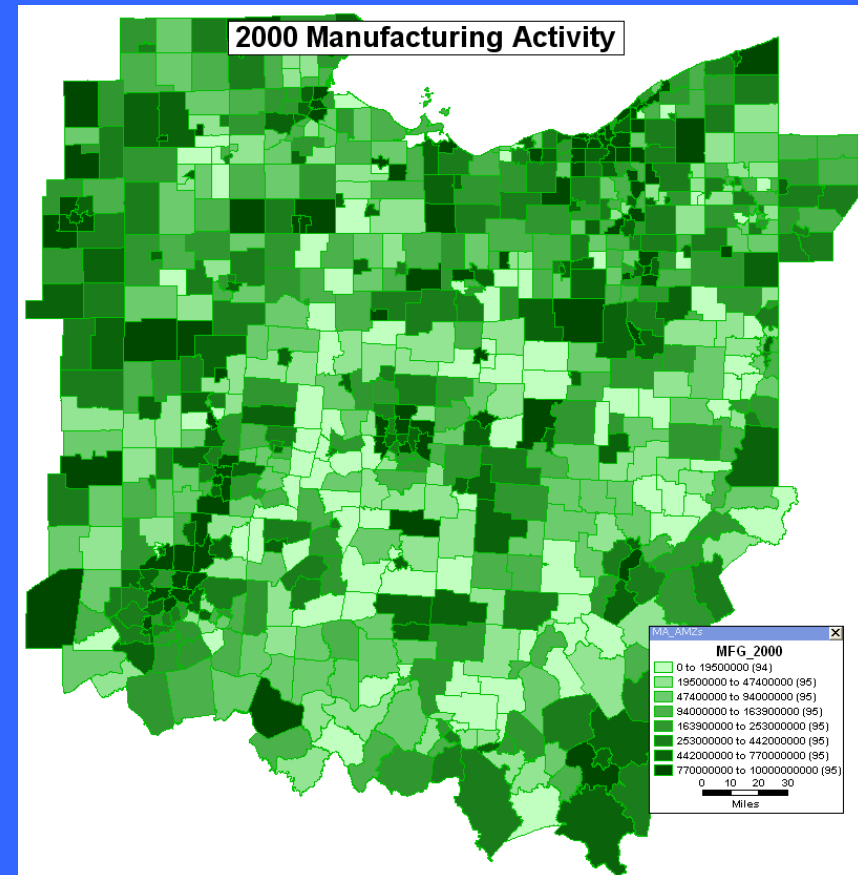 2000 Manufacturing Activity
MA_AMZs
MFG_2000
0 to 19500000 (94)
19500000 to 47400000 (95)
47400000 to 94000000 (95)
94000000 to 163900000 (95)
163900000 to 253000000 (95)
253000000 to 442000000 (95)
442000000 to 770000000 (95)
770000000 to 10000000000 (95)
0 10 20 30
Miles